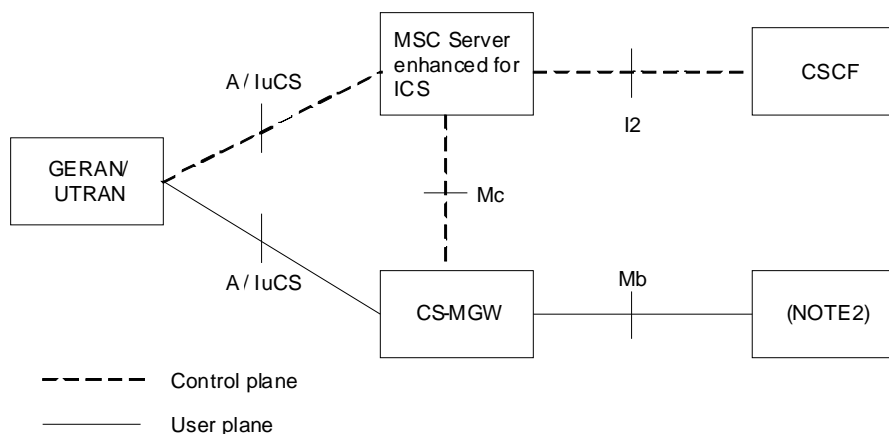 MSC Server
enhanced for
ICS
CSCF
A / IuCS
I2
GERAN/
UTRAN
Mc
A / IuCS
Mb
CS-MGW
(NOTE2)
Control plane
User plane